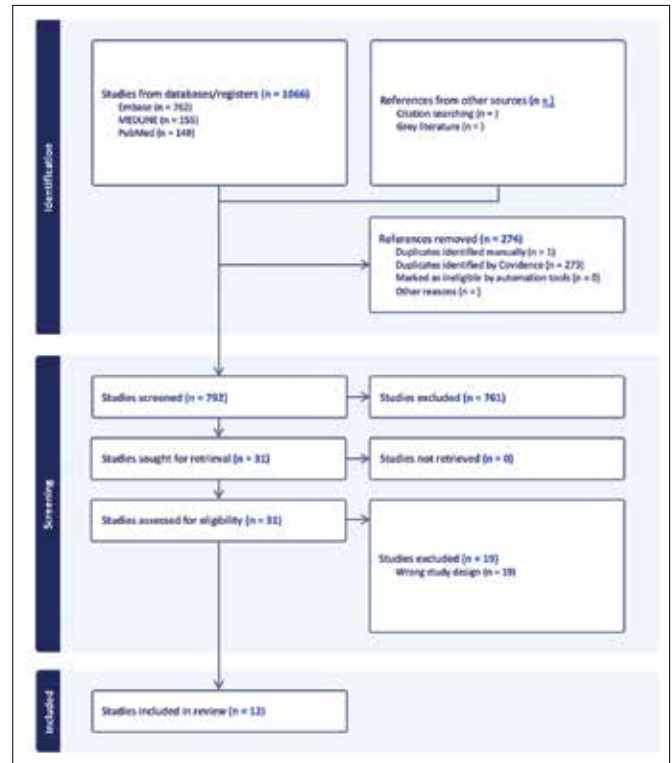 Identification
Studies from databases/registers (n = 1066)
Embase (n = 762)
MEDLINE (n = 155)
PubMed (n = 149)
References from other sources (n = )
Citation searching (n = )
Grey literature (n = )
References removed (n = 274)
Duplicates identified manually (n = 1)
Duplicates identified by Covidence (n = 273)
Marked as ineligible by automation tools (n = 0)
Other reasons (n = )
Screening
Studies screened (n = 792)
Studies excluded (n = 761)
Studies sought for retrieval (n = 31)
Studies not retrieved (n = 0)
Studies assessed for eligibility (n = 31)
Studies excluded (n = 19)
Wrong study design (n = 19)
Included
Studies included in review (n = 12)